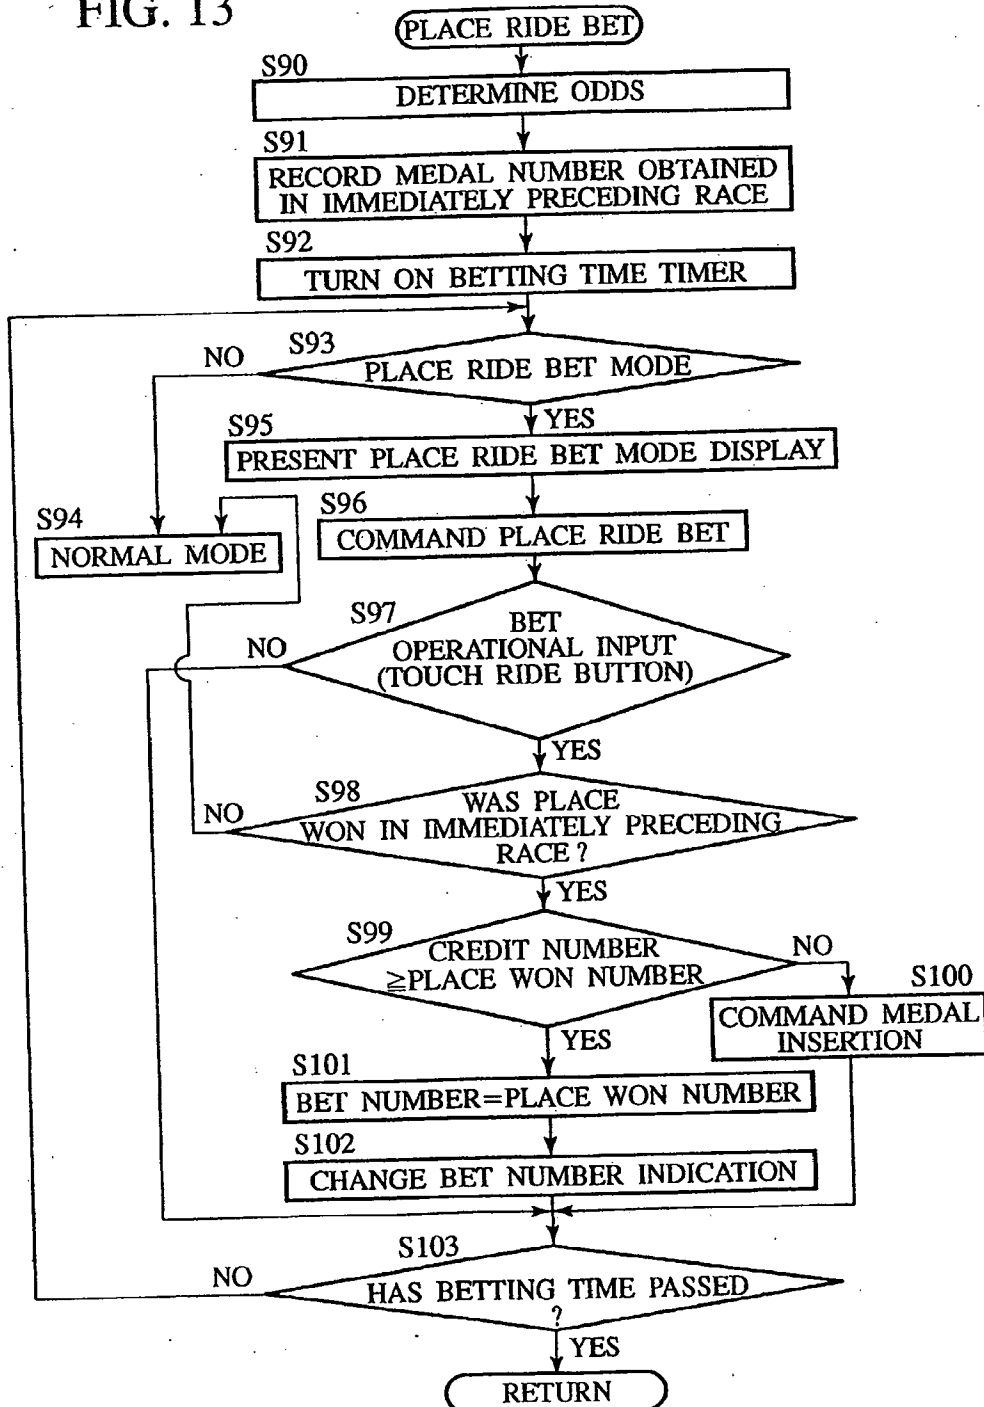 FIG. 13
PLACE RIDE BET
S90
DETERMINE ODDS
S91
RECORD MEDAL NUMBER OBTAINED
IN IMMEDIATELY PRECEDING RACE
S92
TURN ON BETTING TIME TIMER
S93
NO
PLACE RIDE BET MODE
YES
S95
PRESENT PLACE RIDE BET MODE DISPLAY
S96
S94
COMMAND PLACE RIDE BET
NORMAL MODE
S97
BET
NO
OPERATIONAL INPUT
(TOUCH RIDE BUTTON)
YES
S98
WAS PLACE
NO
WON IN IMMEDIATELY PRECEDING
RACE ?
YES
S99
CREDIT NUMBER
NO
≧PLACE WON NUMBER
S100
COMMAND MEDAL
INSERTION
YES
S101
BET NUMBER=PLACE WON NUMBER
S102
CHANGE BET NUMBER INDICATION
S103
NO
HAS BETTING TIME PASSED
?
YES
RETURN